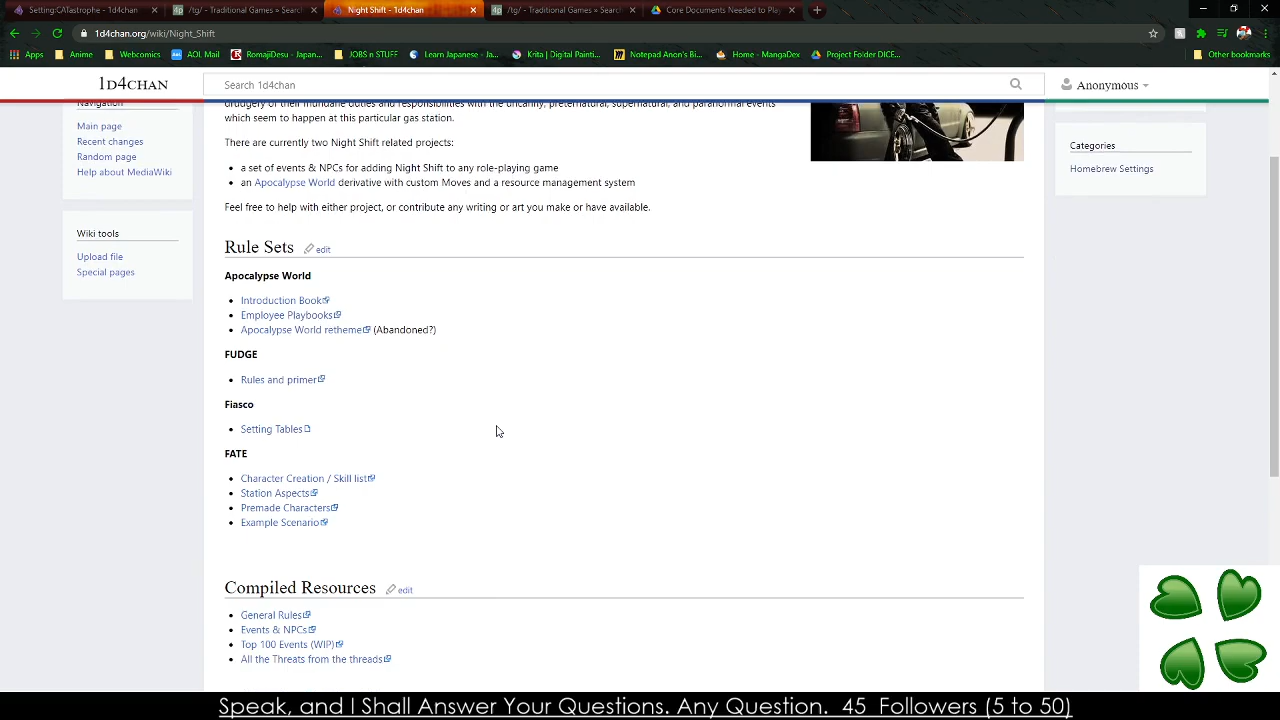 Setting:CATastrophe - 1d4chan
/tg/ - Traditional Games » Search
Night Shift - 1d4chan
/tg/ - Traditional Games » Search
Core Documents Needed to Play
1d4chan.org/wiki/Night_Shift
Apps
Anime
Webcomics
AOL Mail
RomajiDesu - Japan...
JOBS n STUFF
Learn Japanese - Ja...
Krita | Digital Painti...
Notepad Anon's Bi...
Home - MangaDex
Project Folder DICE...
Other bookmarks
1D4CHAN
Search 1d4chan
Anonymous
Navigation
Main page
Recent changes
Random page
Help about MediaWiki
Wiki tools
Upload file
Special pages
drudgery of their mundane duties and responsibilities with the uncanny, preternatural, supernatural, and paranormal events
which seem to happen at this particular gas station.
There are currently two Night Shift related projects:
a set of events & NPCs for adding Night Shift to any role-playing game
an Apocalypse World derivative with custom Moves and a resource management system
Feel free to help with either project, or contribute any writing or art you make or have available.
Rule Sets edit
Apocalypse World
Introduction Book
Employee Playbooks
Apocalypse World retheme (Abandoned?)
FUDGE
Rules and primer
Fiasco
Setting Tables
FATE
Character Creation / Skill list
Station Aspects
Premade Characters
Example Scenario
Compiled Resources edit
General Rules
Events & NPCs
Top 100 Events (WIP)
All the Threats from the threads
Categories
Homebrew Settings
Speak, and I Shall Answer Your Questions. Any Question. 45 Followers (5 to 50)